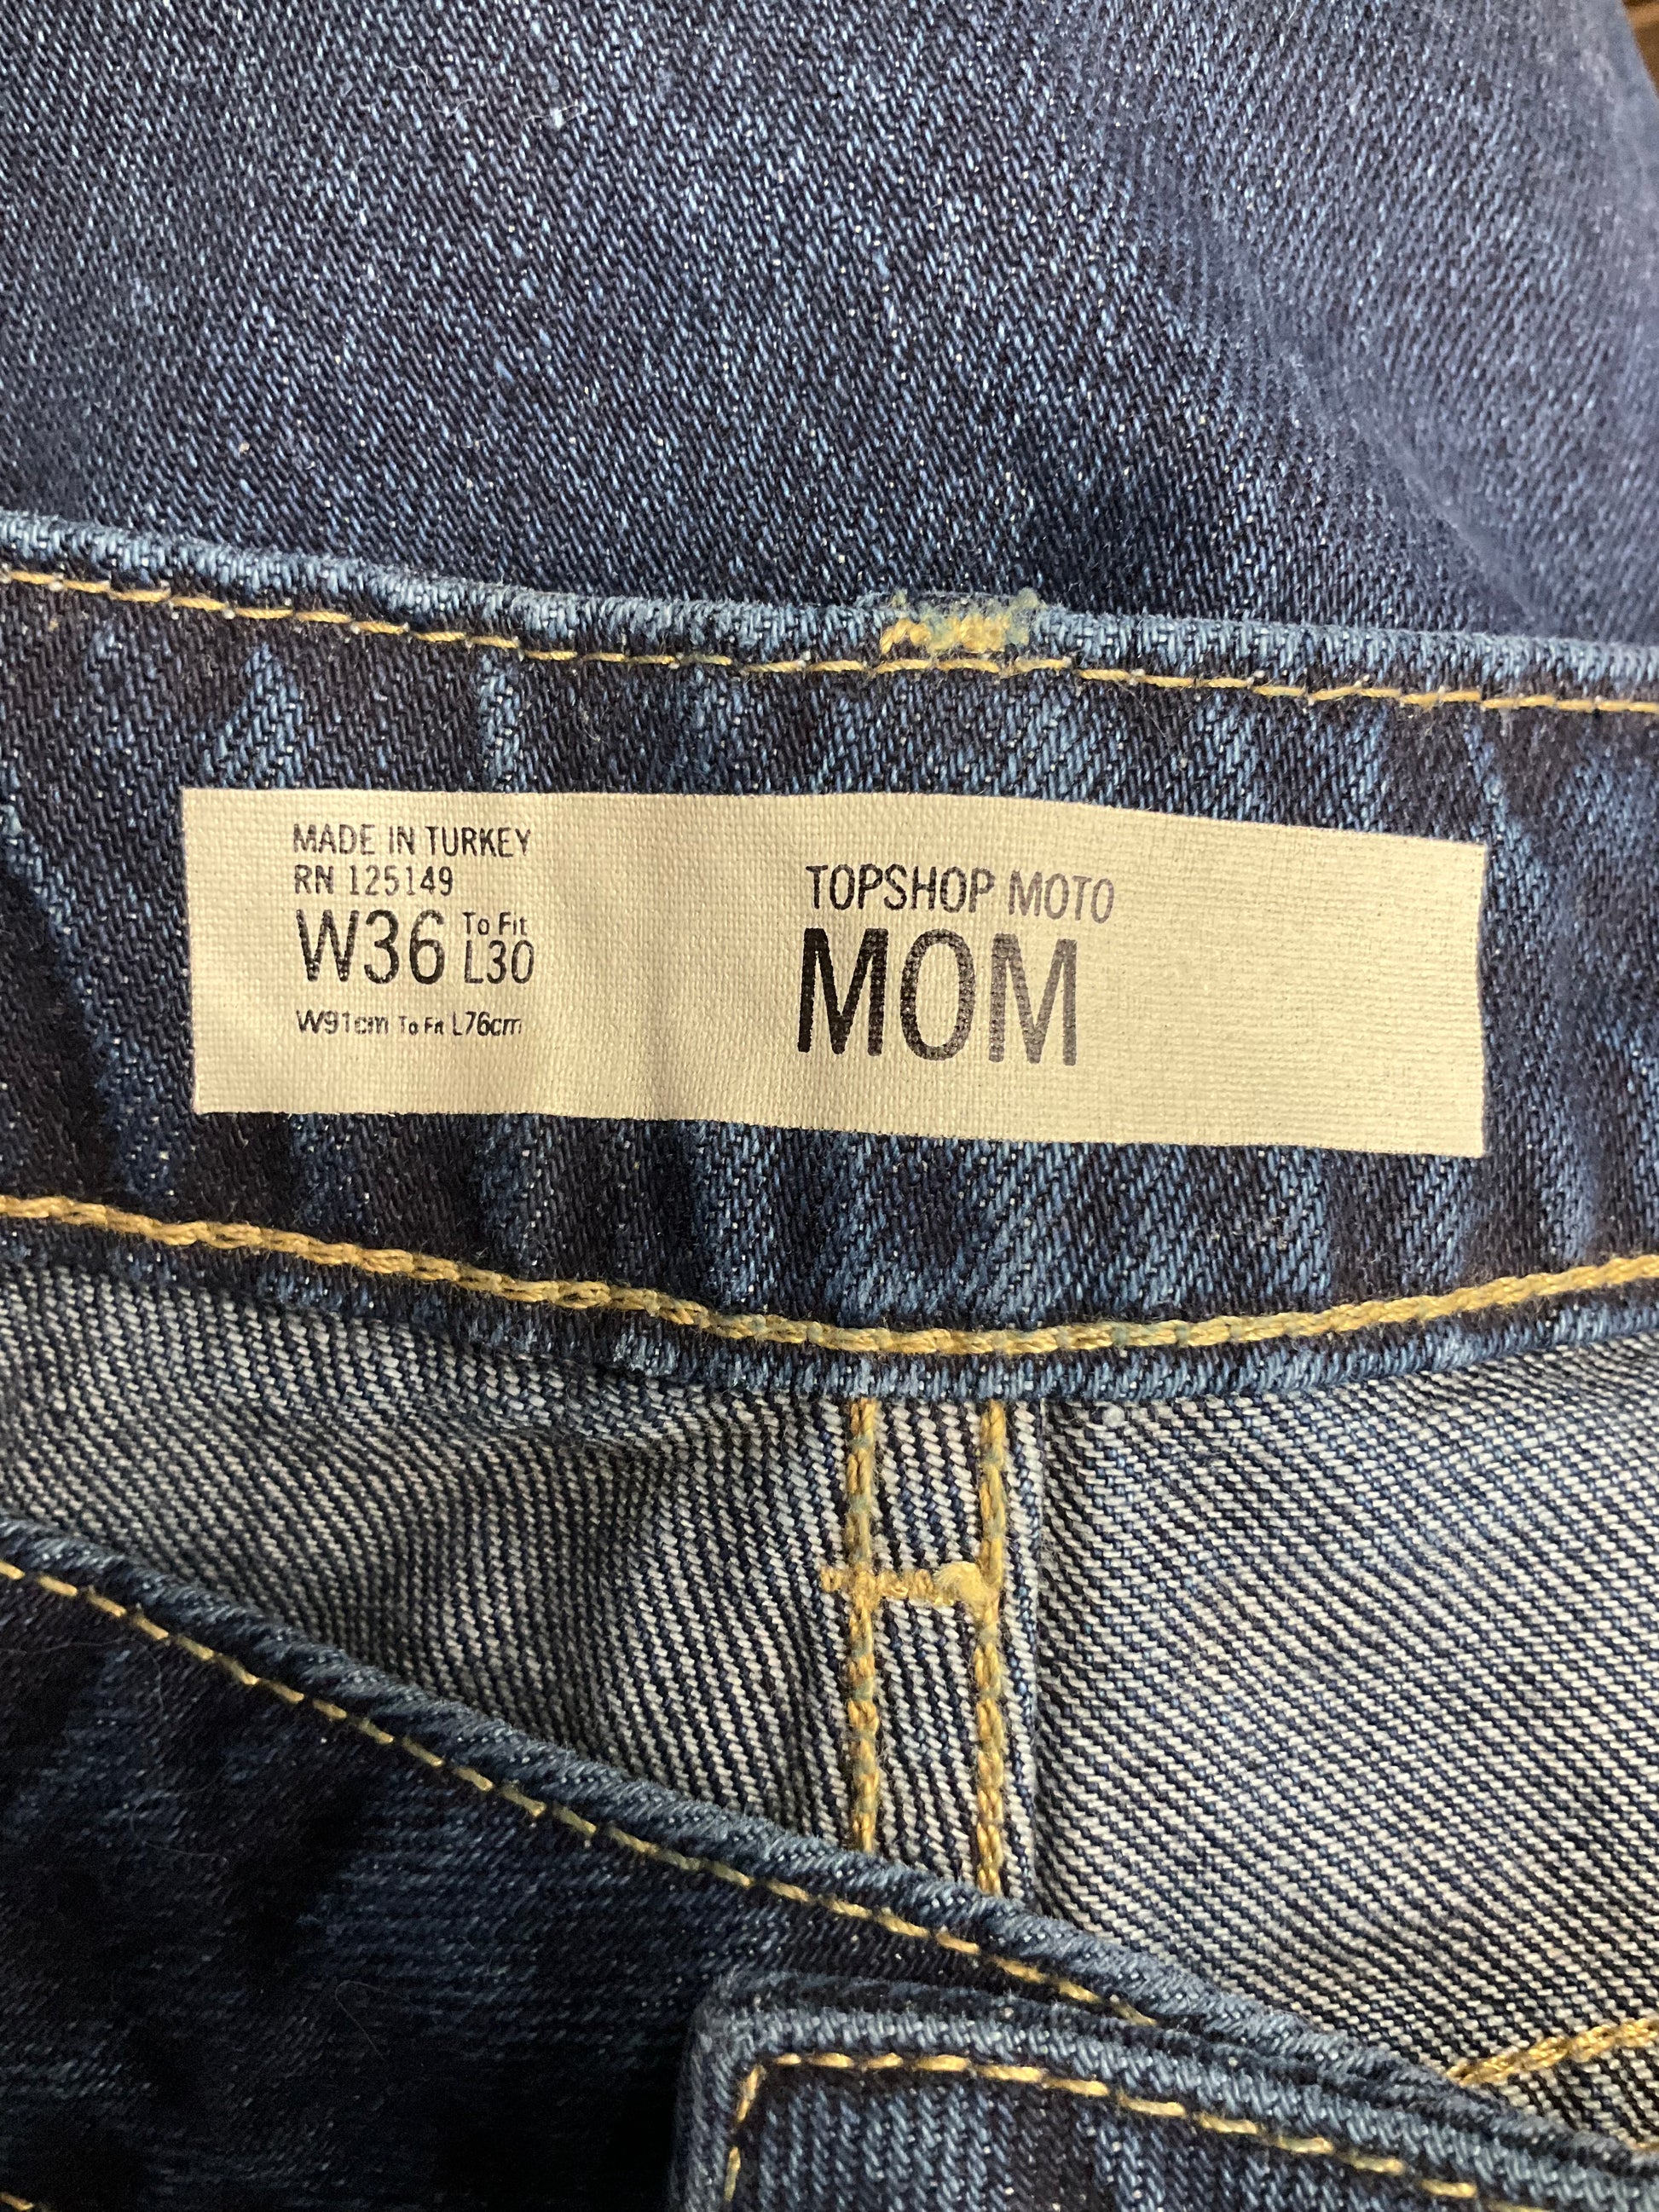 MADE IN TURKEY
RN 125149
W36 To Fit L30
W91cm To Fit L76cm
TOPSHOP MOTO
MOM